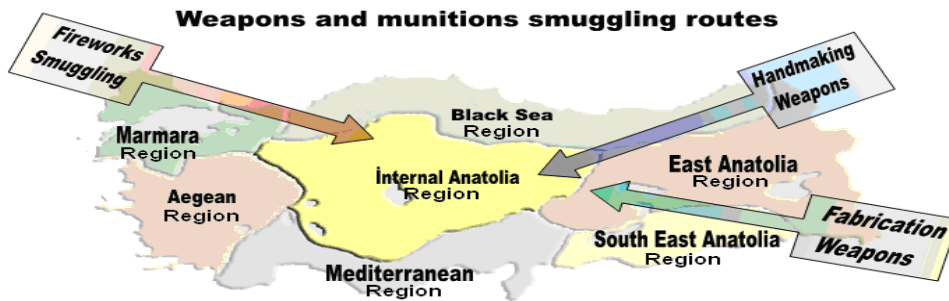 Weapons and munitions smuggling routes
Fireworks
Smuggling
Handmaking
Weapons
Black Sea
Region
Marmara
Region
East Anatolia
Region
İnternal Anatolia
Region
Aegean
Region
Fabrication
Weapons
South East Anatolia
Region
Mediterranean
Region